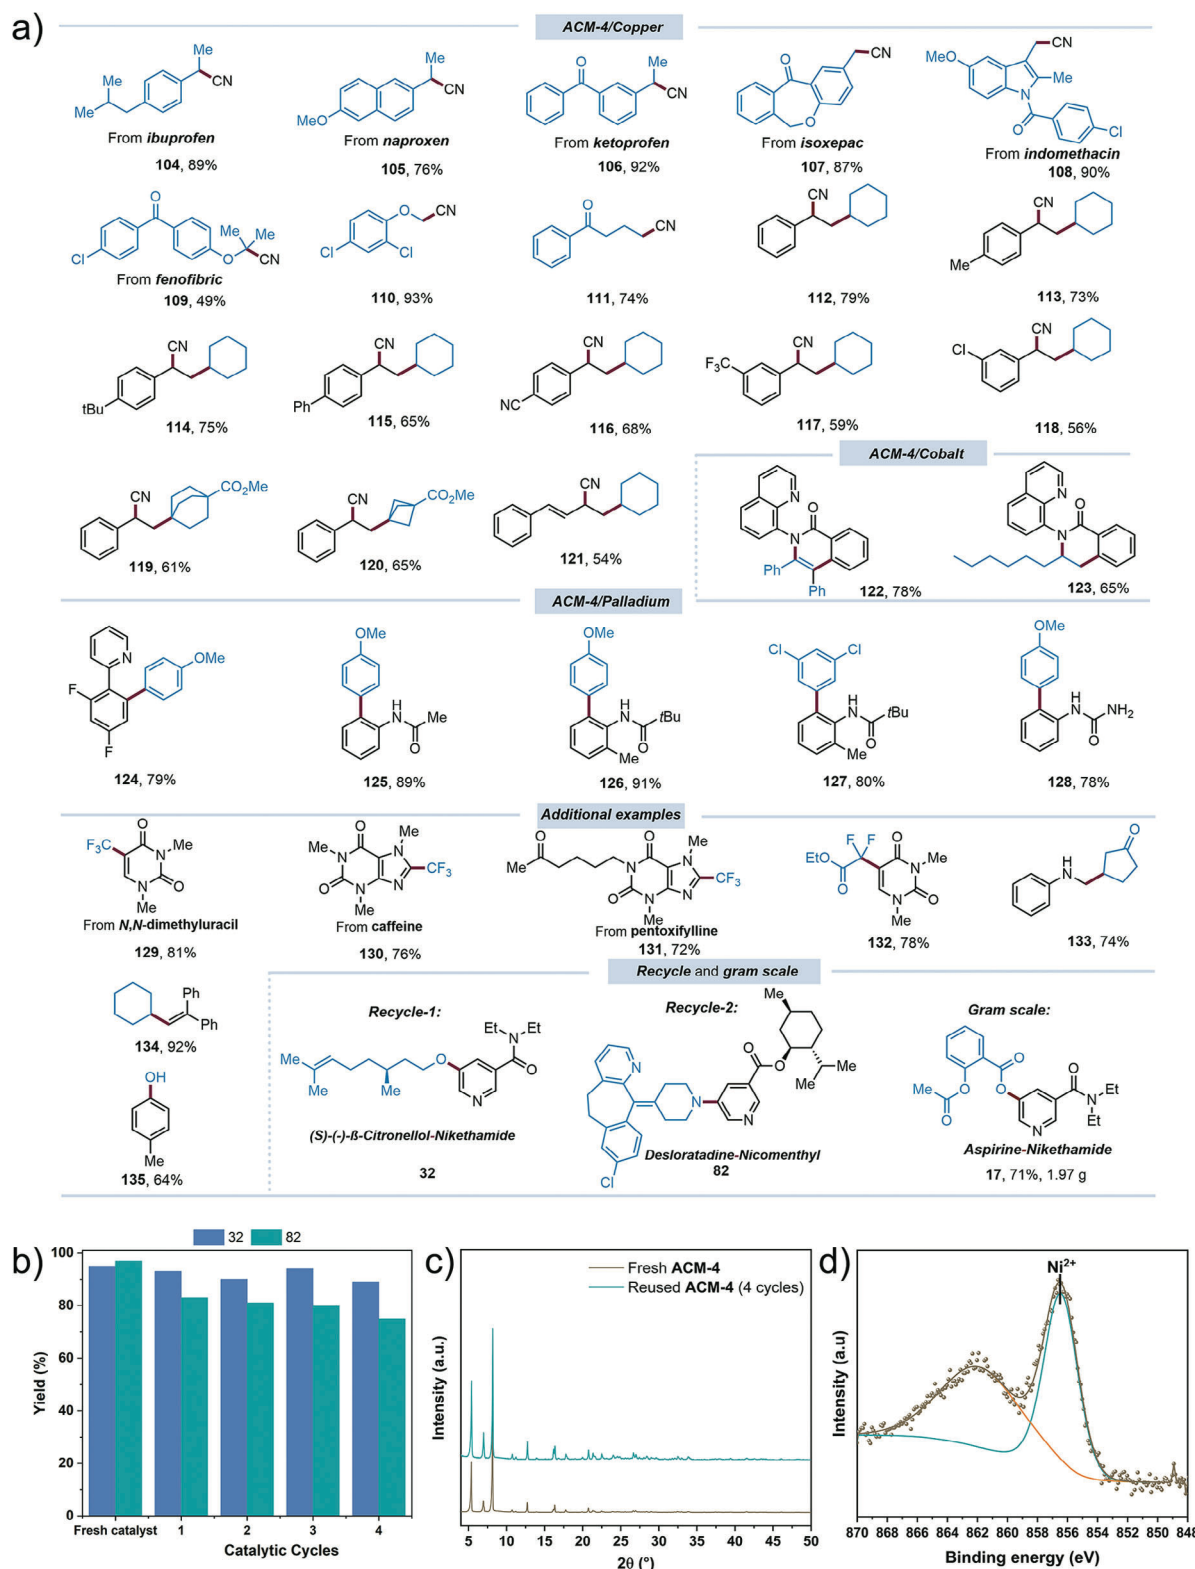 a)
ACM-4/Copper
Me
Me
Me
CN
From ibuprofen
104, 89%
Me
CN
MeO
From naproxen
105, 76%
O
Me
CN
From ketoprofen
106, 92%
O
CN
O
From isoxepac
107, 87%
MeO
CN
Me
N
O
Cl
From indomethacin
108, 90%
O
Me
Me
Cl
O
CN
From fenofibric
109, 49%
O
CN
Cl
Cl
110, 93%
O
CN
111, 74%
CN
112, 79%
CN
Me
113, 73%
CN
tBu
114, 75%
CN
Ph
115, 65%
CN
CN
116, 68%
CN
F3C
117, 59%
CN
Cl
118, 56%
CN
CO2Me
119, 61%
CN
CO2Me
120, 65%
CN
121, 54%
ACM-4/Cobalt
N
O
N
Ph
Ph
122, 78%
N
O
N
123, 65%
ACM-4/Palladium
N
OMe
F
F
124, 79%
OMe
H
N
Me
O
125, 89%
OMe
H
N
tBu
O
Me
126, 91%
Cl
Cl
H
N
tBu
O
Me
127, 80%
OMe
H
N
NH2
O
128, 78%
Additional examples
O
F3C
N
Me
N
O
Me
From N,N-dimethyluracil
129, 81%
O
Me
Me
N
N
CF3
O
N
N
Me
From caffeine
130, 76%
O
Me
O
Me
N
N
CF3
O
N
N
Me
From pentoxifylline
131, 72%
F
F
O
EtO
N
Me
O
N
O
Me
132, 78%
O
H
N
133, 74%
Ph
Ph
134, 92%
OH
Me
135, 64%
Recycle and gram scale
Recycle-1:
Et
N
Et
Me
O
O
Me
Me
N
(S)-(-)-ß-Citronellol-Nikethamide
32
Recycle-2:
Me
O
O
Me
Me
N
N
N
Cl
Desloratadine-Nicomenthyl
82
Gram scale:
O
O
Me
O
O
O
N
Et
Et
N
Aspirine-Nikethamide
17, 71%, 1.97 g
b)
32
82
Yield (%)
100
80
60
40
20
0
Fresh catalyst 1 2 3 4
Catalytic Cycles
c)
Fresh ACM-4
Reused ACM-4 (4 cycles)
Intensity (a.u.)
5 10 15 20 25 30 35 40 45 50
2θ (°)
d)
Ni2+
Intensity (a.u)
870 868 864 862 860 858 856 854 852 850 848
Binding energy (eV)